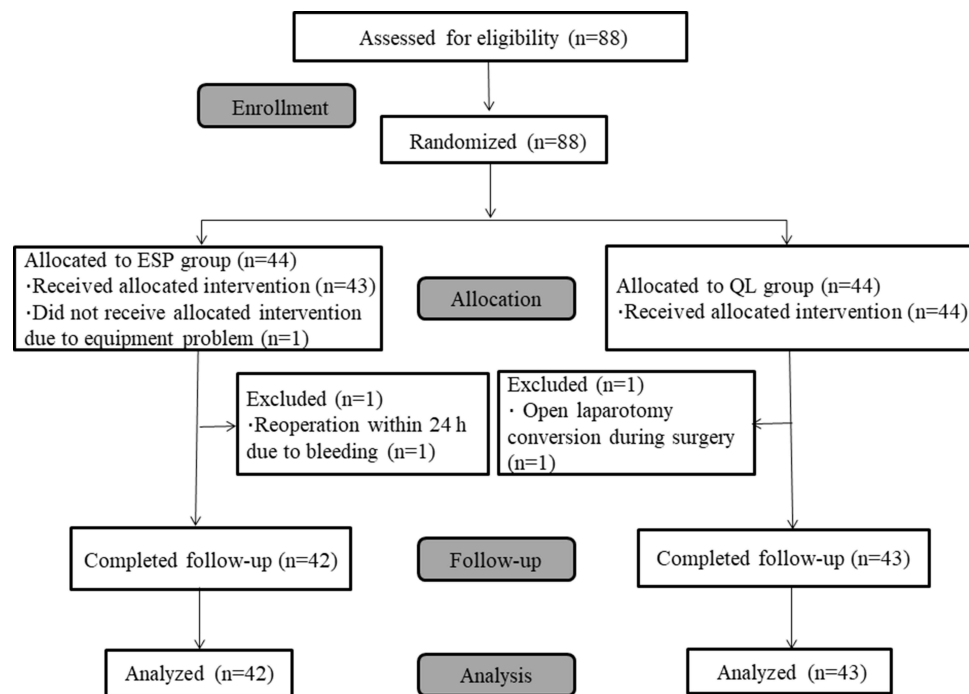 Assessed for eligibility (n=88)
Enrollment
Randomized (n=88)
Allocated to ESP group (n=44)
·Received allocated intervention (n=43)
·Did not receive allocated intervention
due to equipment problem (n=1)
Allocation
Allocated to QL group (n=44)
·Received allocated intervention (n=44)
Excluded (n=1)
·Reoperation within 24 h
due to bleeding (n=1)
Excluded (n=1)
· Open laparotomy
conversion during surgery
(n=1)
Completed follow-up (n=42)
Follow-up
Completed follow-up (n=43)
Analyzed (n=42)
Analysis
Analyzed (n=43)